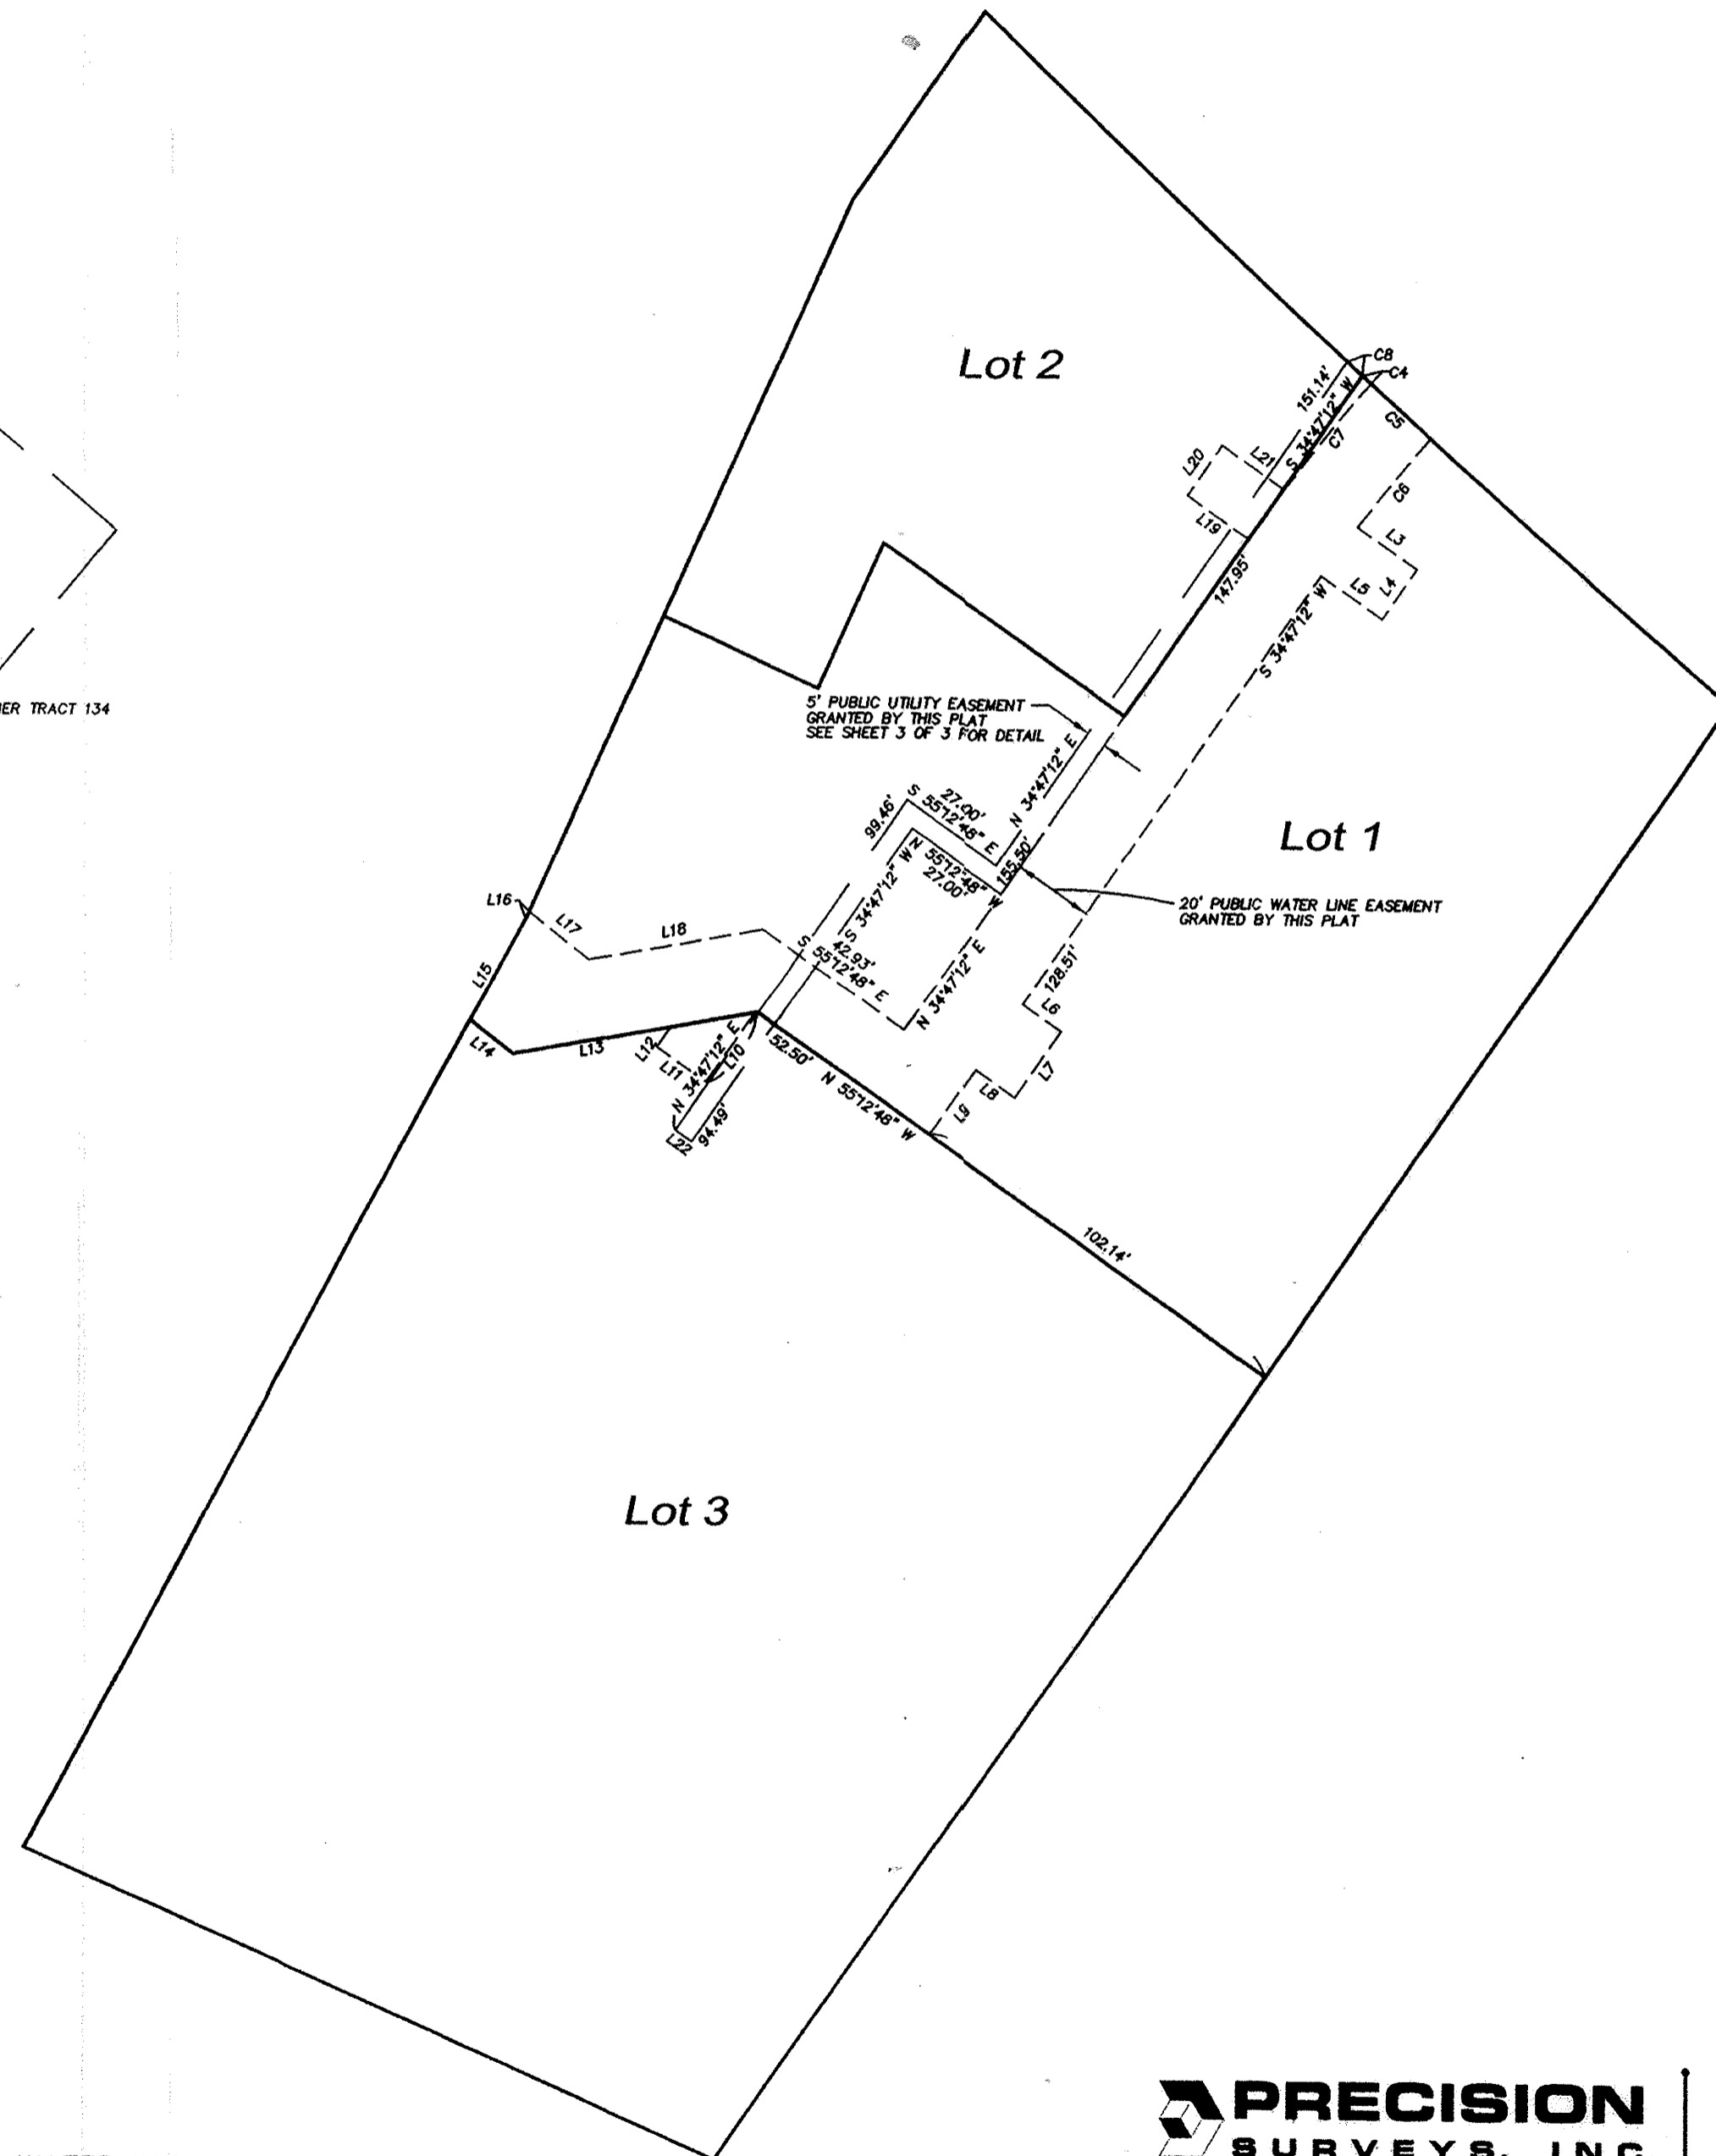 Lot 2
C8
C4
151.14'
S 34°47'12" W
C5
C7
L20
L21
C6
L19
L3
147.95'
L5
L4
S 34°47'12" W
ER TRACT 134
5' PUBLIC UTILITY EASEMENT
GRANTED BY THIS PLAT
SEE SHEET 3 OF 3 FOR DETAIL
N 34°47'12" E
27.00'
S 55°12'48" E
99.46'
Lot 1
N 55°12'48" W
27.00'
155.50'
S 34°47'12" W
20' PUBLIC WATER LINE EASEMENT
GRANTED BY THIS PLAT
L16
L17
L18
42.93'
S 55°12'48" E
N 34°47'12" E
128.51'
L15
L6
L14
L13
L12
L11
N 34°47'12" E
L10
52.50'
N 55°12'48" W
L7
L8
L9
L22
94.49'
102.14'
Lot 3
PRECISION
SURVEYS, INC